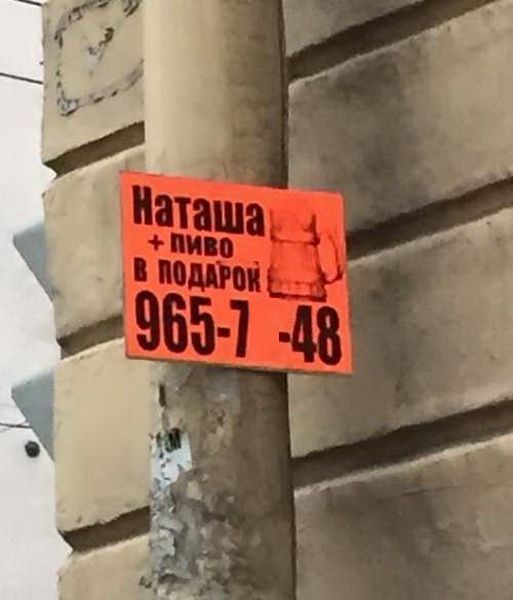 Наташа
+ пиво
в подарок
965-7 -48